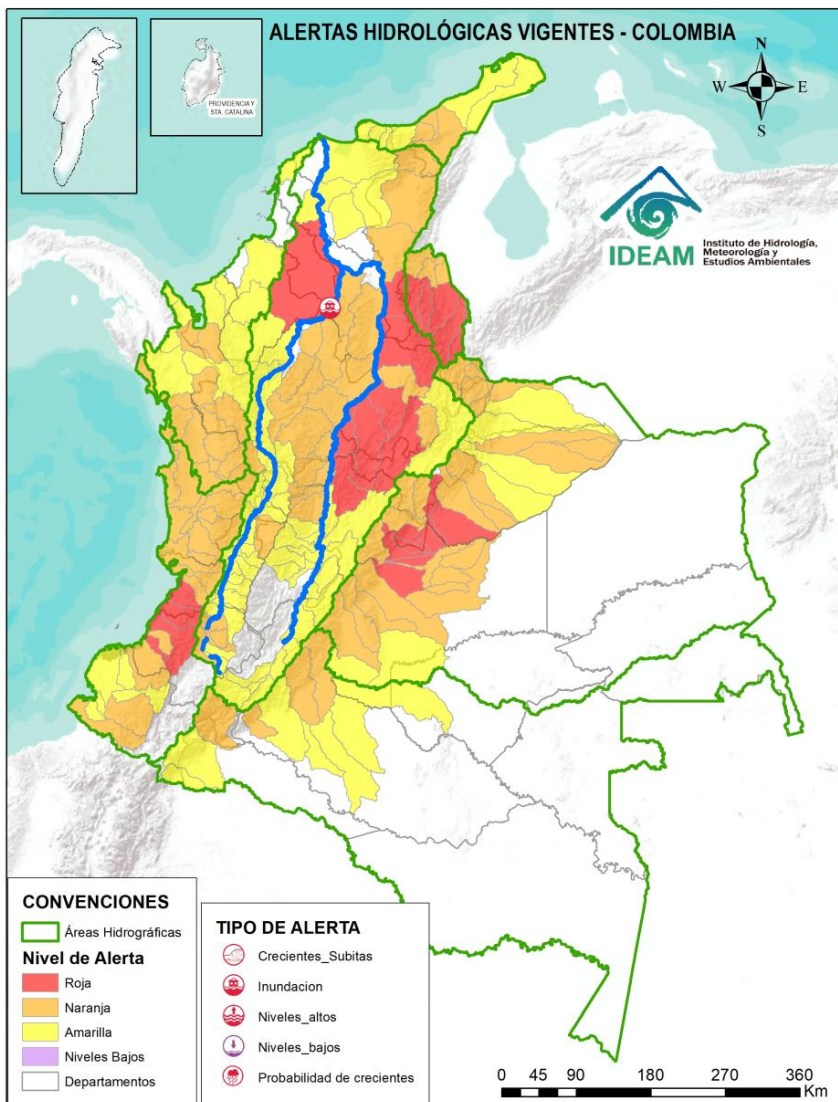 ALERTAS HIDROLÓGICAS VIGENTES - COLOMBIA
PROVIDENCIA Y
STA. CATALINA
N
W E
S
IDEAM
Instituto de Hidrología,
Meteorología y
Estudios Ambientales
CONVENCIONES
Áreas Hidrográficas
Nivel de Alerta
Roja
Naranja
Amarilla
Niveles Bajos
Departamentos
TIPO DE ALERTA
Crecientes_Subitas
Inundacion
Niveles_altos
Niveles_bajos
Probabilidad de crecientes
0 45 90 180 270 360
Km